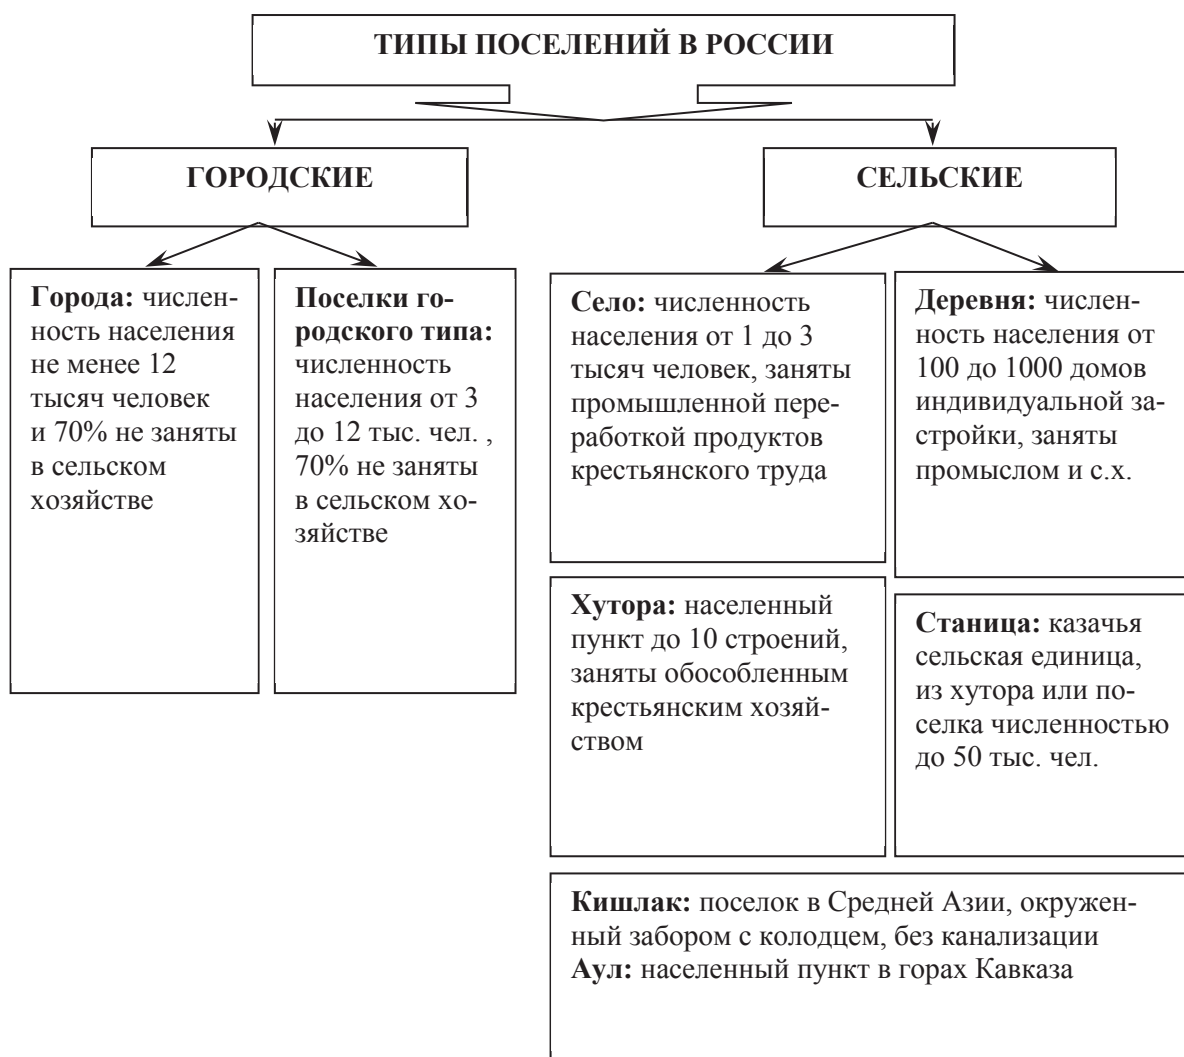 ТИПЫ ПОСЕЛЕНИЙ В РОССИИ
ГОРОДСКИЕ
СЕЛЬСКИЕ
Города: числен-
ность населения
не менее 12
тысяч человек
и 70% не заняты
в сельском
хозяйстве
Поселки го-
родского типа:
численность
населения от 3
до 12 тыс. чел. ,
70% не заняты
в сельском хо-
зяйстве
Село: численность
населения от 1 до 3
тысяч человек, заняты
промышленной пере-
работкой продуктов
крестьянского труда
Деревня: числен-
ность населения от
100 до 1000 домов
индивидуальной за-
стройки, заняты
промыслом и с.х.
Хутора: населенный
пункт до 10 строений,
заняты обособленным
крестьянским хозяй-
ством
Станица: казачья
сельская единица,
из хутора или по-
селка численностью
до 50 тыс. чел.
Кишлак: поселок в Средней Азии, окружен-
ный забором с колодцем, без канализации
Аул: населенный пункт в горах Кавказа